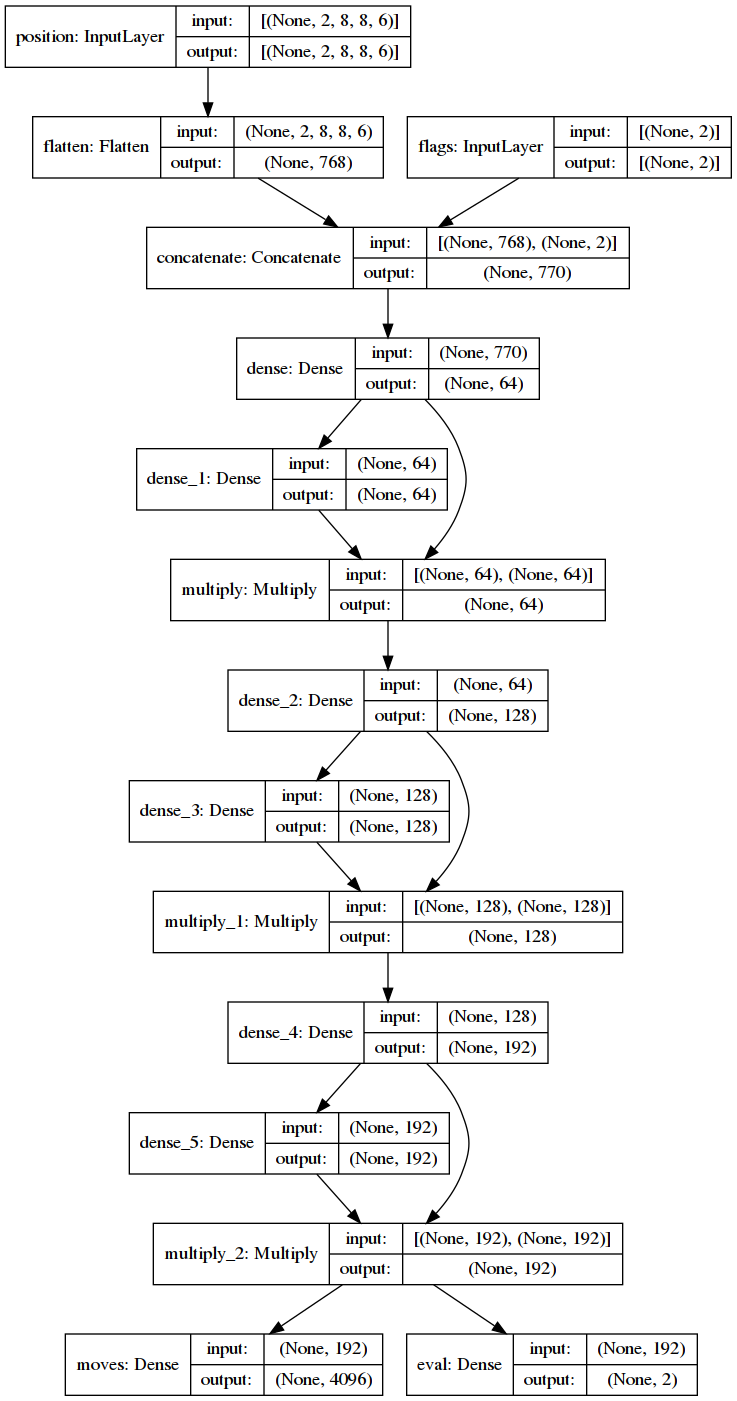 position: InputLayer
input: [(None, 2, 8, 8, 6)]
output: [(None, 2, 8, 8, 6)]
flatten: Flatten
input: (None, 2, 8, 8, 6)
output: (None, 768)
flags: InputLayer
input: [(None, 2)]
output: [(None, 2)]
concatenate: Concatenate
input: [(None, 768), (None, 2)]
output: (None, 770)
dense: Dense
input: (None, 770)
output: (None, 64)
dense_1: Dense
input: (None, 64)
output: (None, 64)
multiply: Multiply
input: [(None, 64), (None, 64)]
output: (None, 64)
dense_2: Dense
input: (None, 64)
output: (None, 128)
dense_3: Dense
input: (None, 128)
output: (None, 128)
multiply_1: Multiply
input: [(None, 128), (None, 128)]
output: (None, 128)
dense_4: Dense
input: (None, 128)
output: (None, 192)
dense_5: Dense
input: (None, 192)
output: (None, 192)
multiply_2: Multiply
input: [(None, 192), (None, 192)]
output: (None, 192)
moves: Dense
input: (None, 192)
output: (None, 4096)
eval: Dense
input: (None, 192)
output: (None, 2)